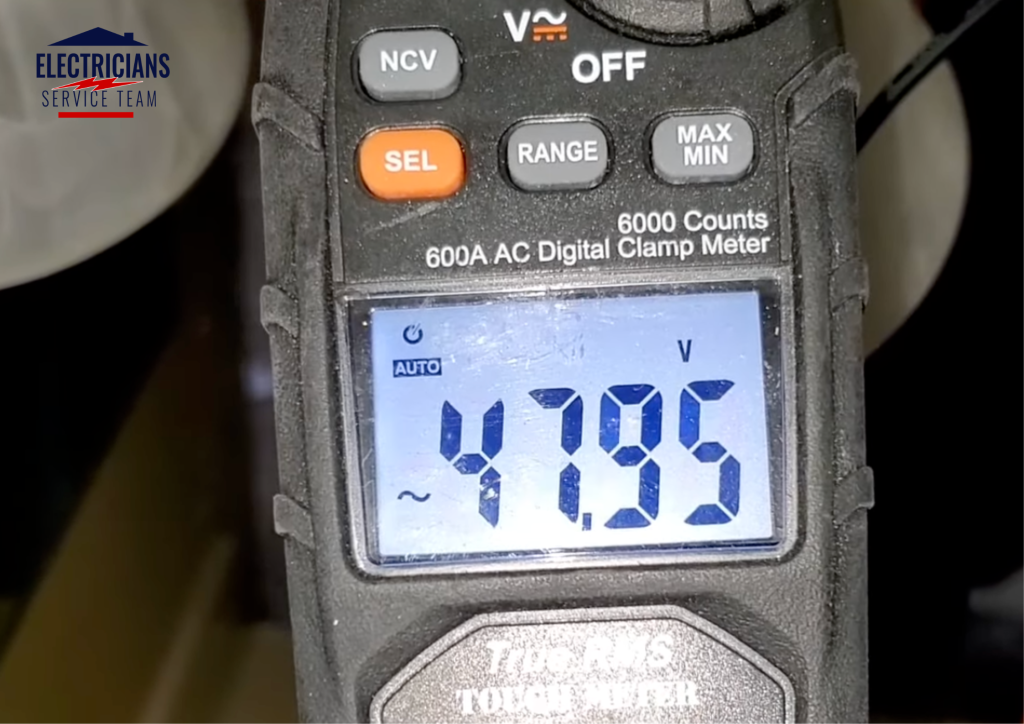 ELECTRICIANS
SERVICE TEAM
V
OFF
NCV
SEL
RANGE
MAX
MIN
6000 Counts
600A AC Digital Clamp Meter
AUTO
V
~
47.95
True RMS
TOUGH METER